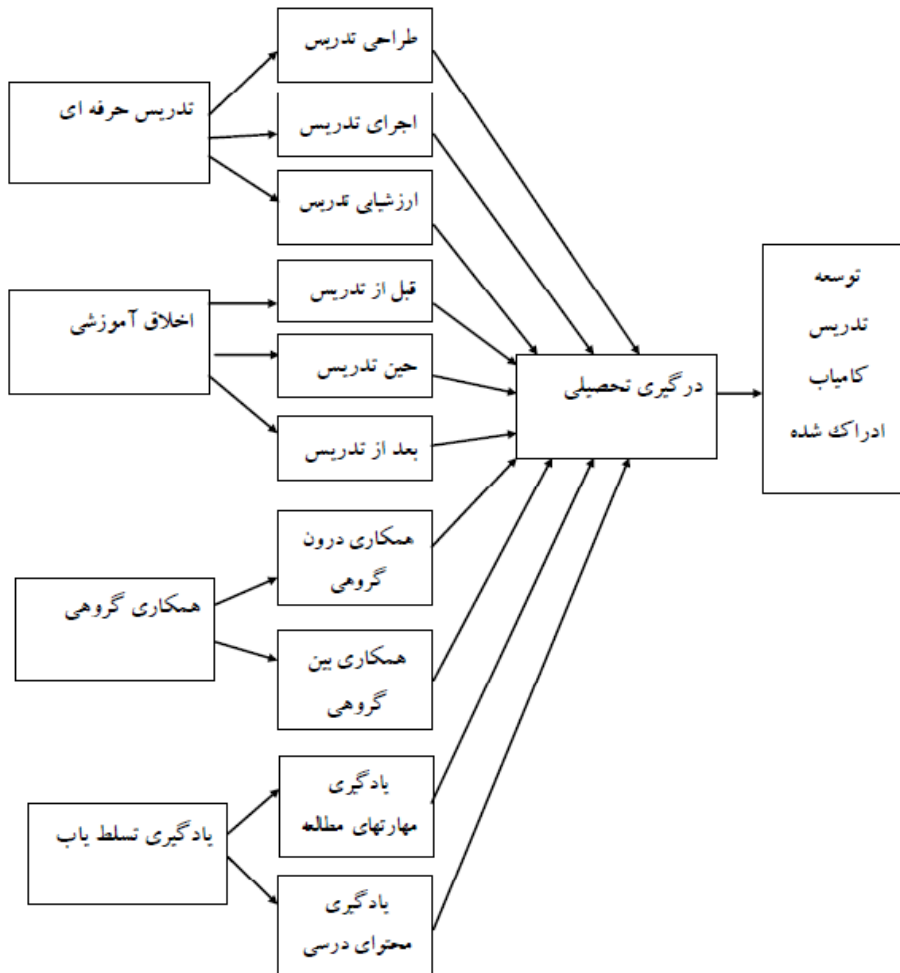 طراحی تدریس
تدریس حرفه ای
اجرای تدریس
ارزشیابی تدریس
قبل از تدریس
اخلاق آموزشی
حین تدریس
بعد از تدریس
همکاری درون
گروهی
همکاری گروهی
همکاری بین
گروهی
یادگیری
مهارتهای مطالعه
یادگیری تسلط یاب
یادگیری
محتوای درسی
درگیری تحصیلی
توسعه
تدریس
کامیاب
ادراک شده